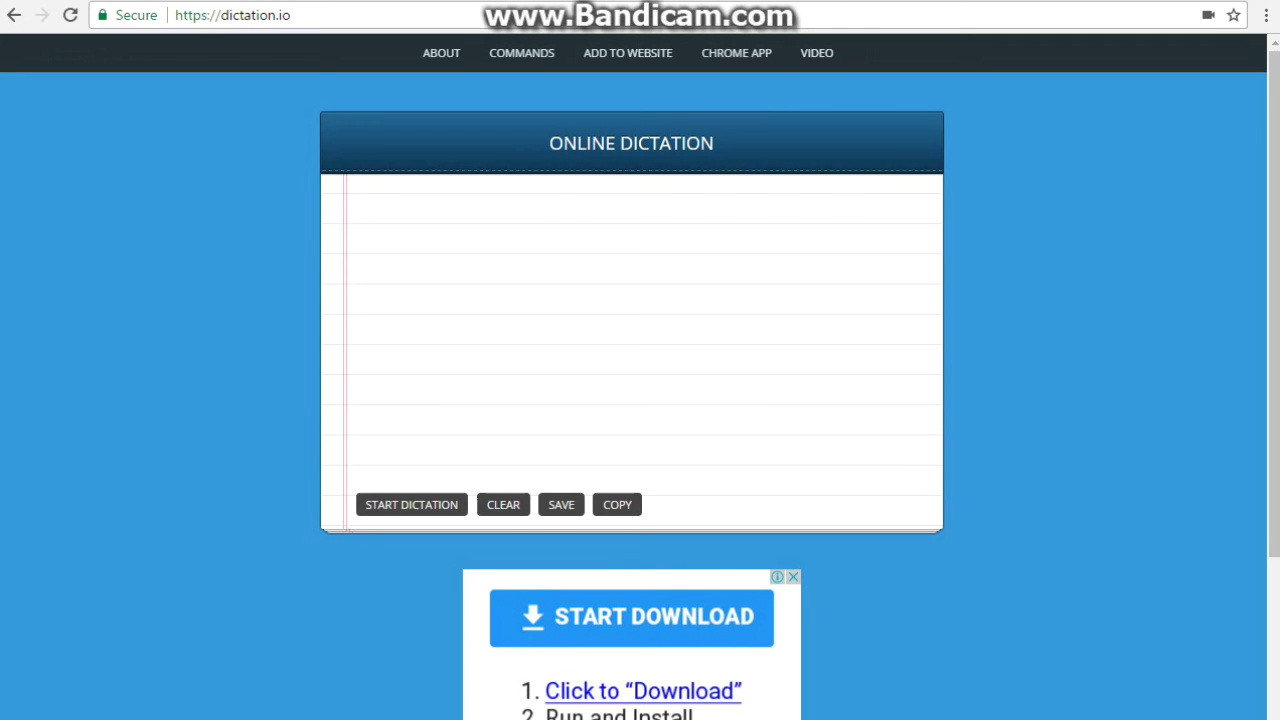 Secure https://dictation.io
www.Bandicam.com
ABOUT COMMANDS ADD TO WEBSITE CHROME APP VIDEO
ONLINE DICTATION
START DICTATION CLEAR SAVE COPY
START DOWNLOAD
1. Click to “Download”
2. Run and Install